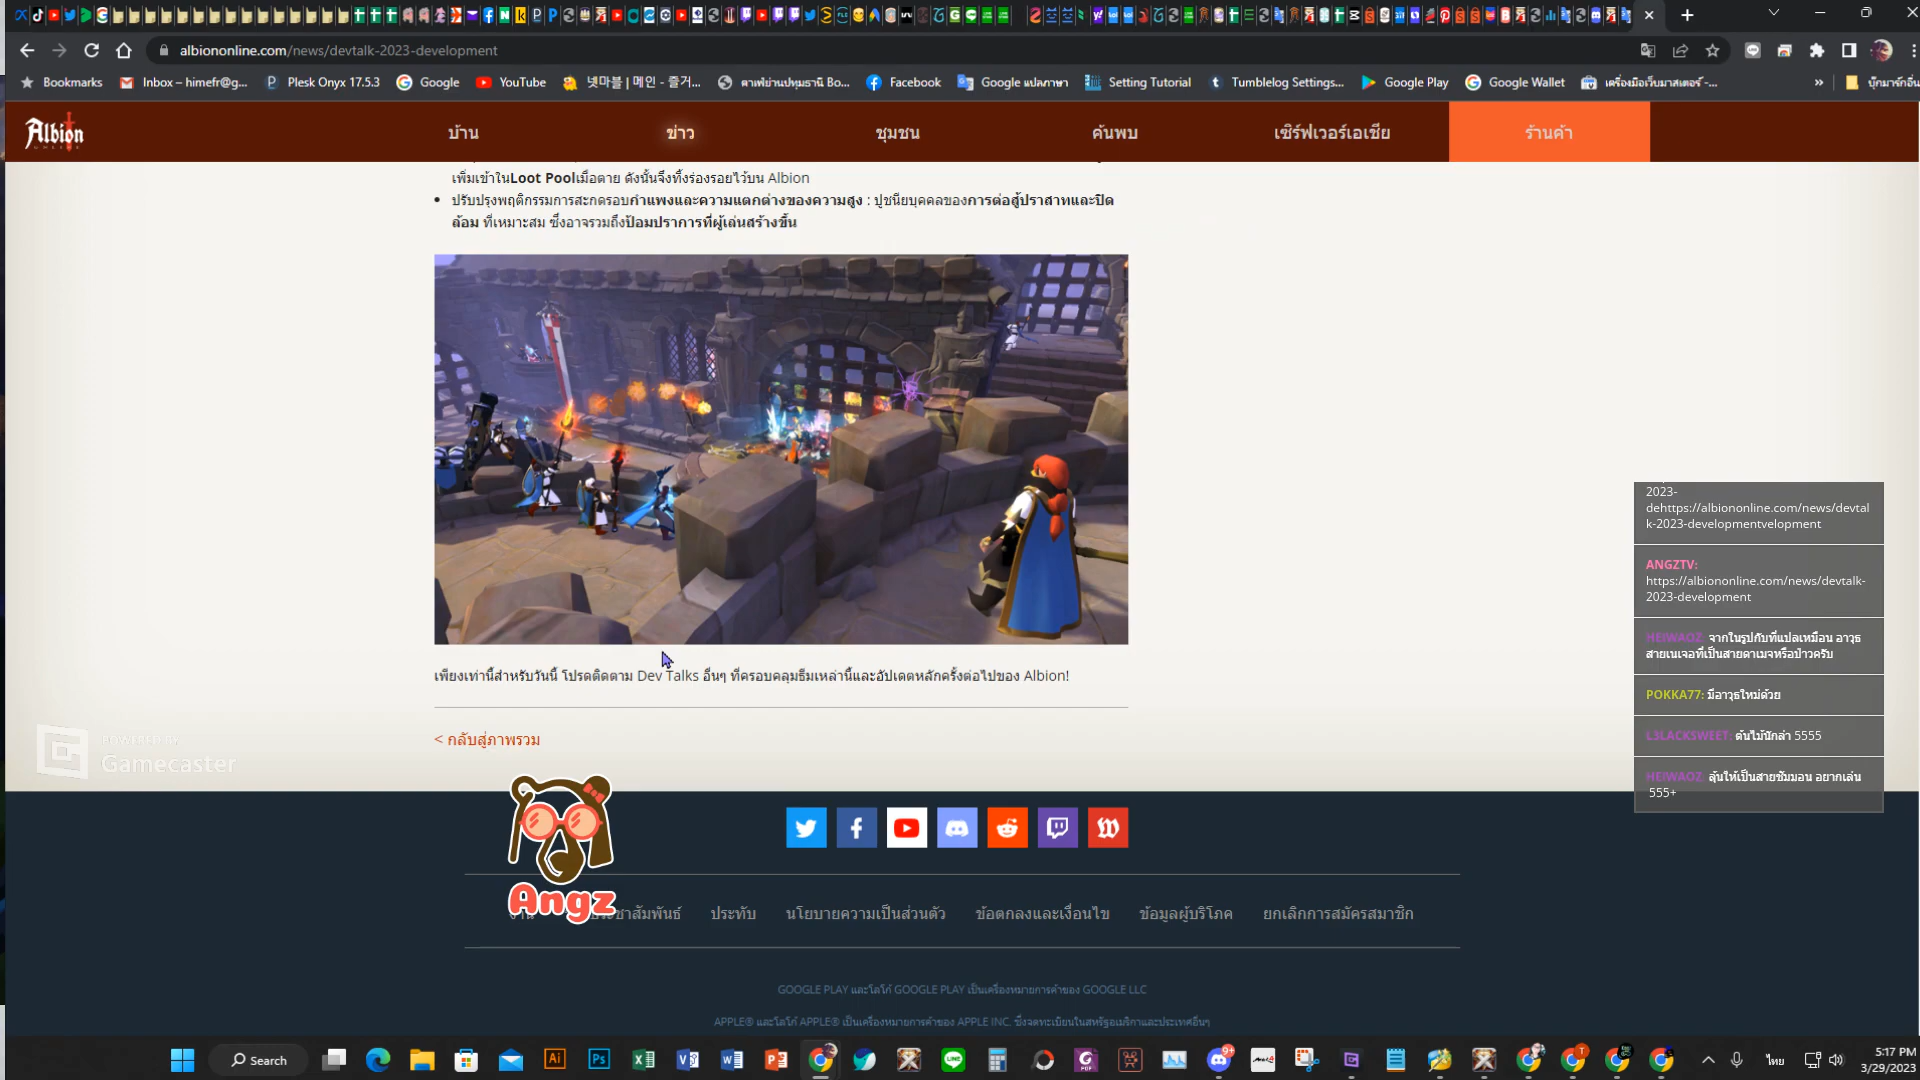 albiononline.com/news/devtalk-2023-development
Bookmarks
Inbox – himefr@g...
Plesk Onyx 17.5.3
Google
YouTube
넷마블 | 메인 - 즐거...
คาเฟ่บ้านปทุมธานี Bo...
Facebook
Google แปลภาษา
Setting Tutorial
Tumblelog Settings...
Google Play
Google Wallet
เครื่องมือเว็บมาสเตอร์ -...
»
บุ๊กมาร์กอื่น
Albion
ONLINE
บ้าน
ข่าว
ชุมชน
ค้นพบ
เซิร์ฟเวอร์เอเชีย
ร้านค้า
เพิ่มเข้าในLoot Poolเมื่อตาย ดังนั้นจึงทิ้งร่องรอยไว้บน Albion
• ปรับปรุงพฤติกรรมการสะกดรอบกำแพงและความแตกต่างของความสูง : ปูชนียบุคคลของการต่อสู้ปราสาทและปิด
ล้อม ที่เหมาะสม ซึ่งอาจรวมถึงป้อมปราการที่ผู้เล่นสร้างขึ้น
เพียงเท่านี้สำหรับวันนี้ โปรดติดตาม Dev Talks อื่นๆ ที่ครอบคลุมธีมเหล่านี้และอัปเดตหลักครั้งต่อไปของ Albion!
< กลับสู่ภาพรวม
POWERED BY
Gamecaster
2023-
dehttps://albiononline.com/news/devtal
k-2023-developmentvelopment
ANGZTV:
https://albiononline.com/news/devtalk-
2023-development
HEIWAOZ: จากในรูปกับที่แปลเหมือน อาวุธ
สายเนเจอที่เป็นสายดาเมจหรือป่าวครับ
POKKA77: มีอาวุธใหม่ด้วย
L3LACKSWEET: ต้นไม้นักล่า 5555
HEIWAOZ: ลุ้นให้เป็นสายซัมมอน อยากเล่น
555+
Angz
งาน
ประชาสัมพันธ์
ประทับ
นโยบายความเป็นส่วนตัว
ข้อตกลงและเงื่อนไข
ข้อมูลผู้บริโภค
ยกเลิกการสมัครสมาชิก
GOOGLE PLAY และโลโก้ GOOGLE PLAY เป็นเครื่องหมายการค้าของ GOOGLE LLC
APPLE® และโลโก้ APPLE® เป็นเครื่องหมายการค้าของ APPLE INC. ซึ่งจดทะเบียนในสหรัฐอเมริกาและประเทศอื่นๆ
Search
ไทย
5:17 PM
3/29/2023